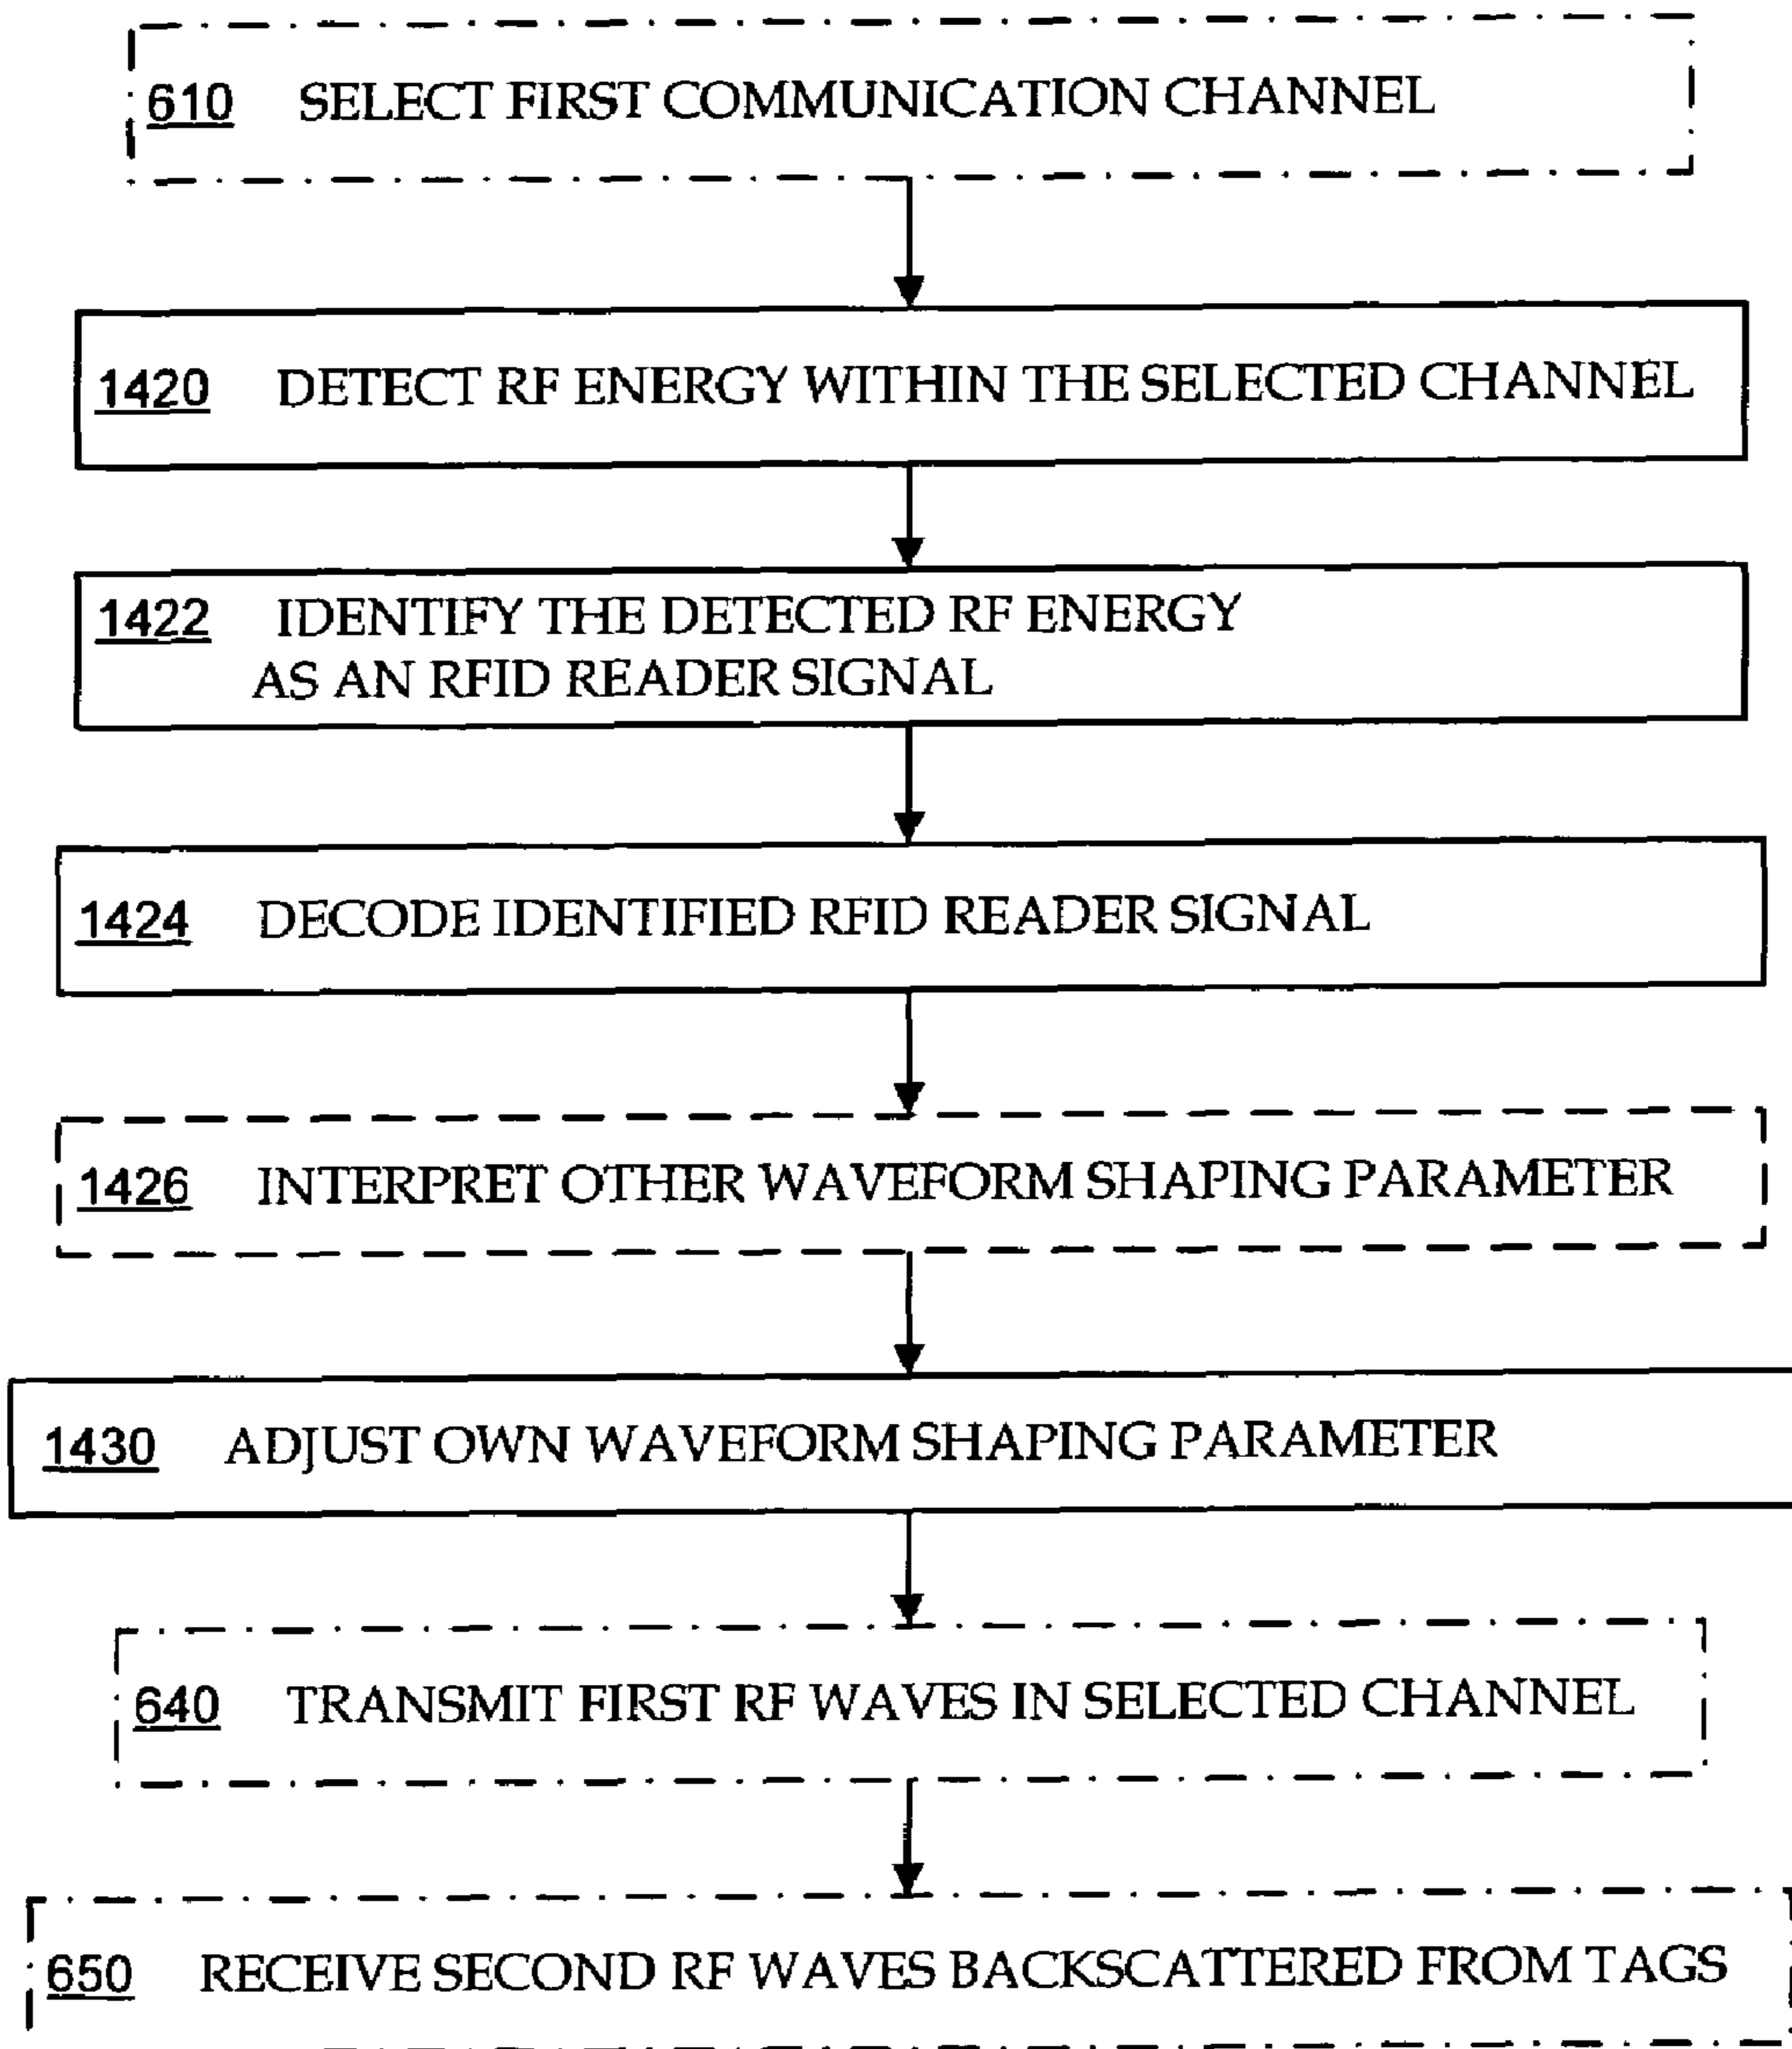 610 SELECT FIRST COMMUNICATION CHANNEL
1420 DETECT RF ENERGY WITHIN THE SELECTED CHANNEL
1422 IDENTIFY THE DETECTED RF ENERGY
AS AN RFID READER SIGNAL
1424 DECODE IDENTIFIED RFID READER SIGNAL
1426 INTERPRET OTHER WAVEFORM SHAPING PARAMETER
1430 ADJUST OWN WAVEFORM SHAPING PARAMETER
640 TRANSMIT FIRST RF WAVES IN SELECTED CHANNEL
650 RECEIVE SECOND RF WAVES BACKSCATTERED FROM TAGS